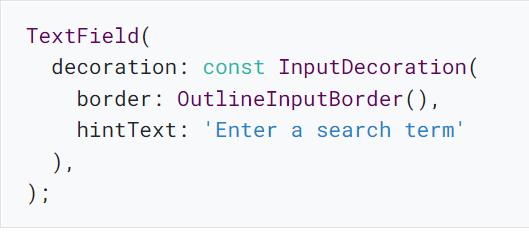 TextField(
  decoration: const InputDecoration(
    border: OutlineInputBorder(),
    hintText: 'Enter a search term'
  ),
);